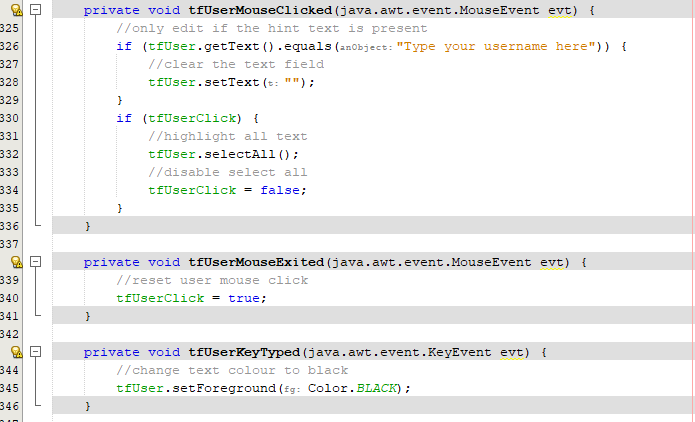 private void tfUserMouseClicked(java.awt.event.MouseEvent evt) {
325 //only edit if the hint text is present
326 if (tfUser.getText().equals(anObject: "Type your username here")) {
327 //clear the text field
328 tfUser.setText(t: "");
329 }
330 if (tfUserClick) {
331 //highlight all text
332 tfUser.selectAll();
333 //disable select all
334 tfUserClick = false;
335 }
336 }
337
private void tfUserMouseExited(java.awt.event.MouseEvent evt) {
339 //reset user mouse click
340 tfUserClick = true;
341 }
342
private void tfUserKeyTyped(java.awt.event.KeyEvent evt) {
344 //change text colour to black
345 tfUser.setForeground(fg: Color.BLACK);
346 }